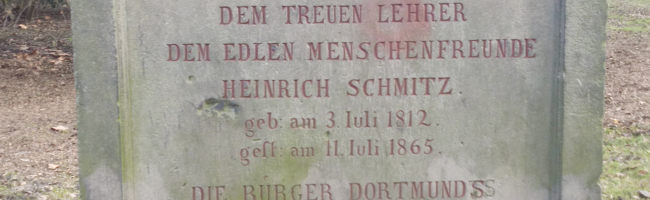 DEM TREUEN LEHRER
DEM EDLEN MENSCHENFREUNDE
HEINRICH SCHMITZ.
geb: am 3. Iuli 1812.
gest: am 11. Iuli 1865.
DIE BÜRGER DORTMUND'S